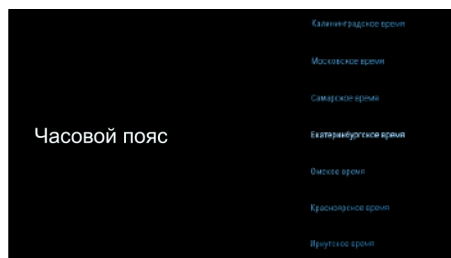 Часовой пояс
Калининградское время
Московское время
Самарское время
Екатеринбургское время
Омское время
Красноярское время
Иркутское время